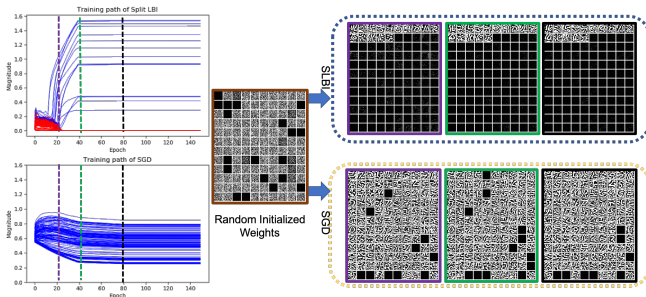 Training path of Split LBI
Magnitude
1.6
1.4
1.2
1.0
0.8
0.6
0.4
0.2
0.0
0 20 40 60 80 100 120 140
Epoch
Training path of SGD
Magnitude
1.6
1.4
1.2
1.0
0.8
0.6
0.4
0.2
0.0
0 20 40 60 80 100 120 140
Epoch
Random Initialized
Weights
SLBI
SGD